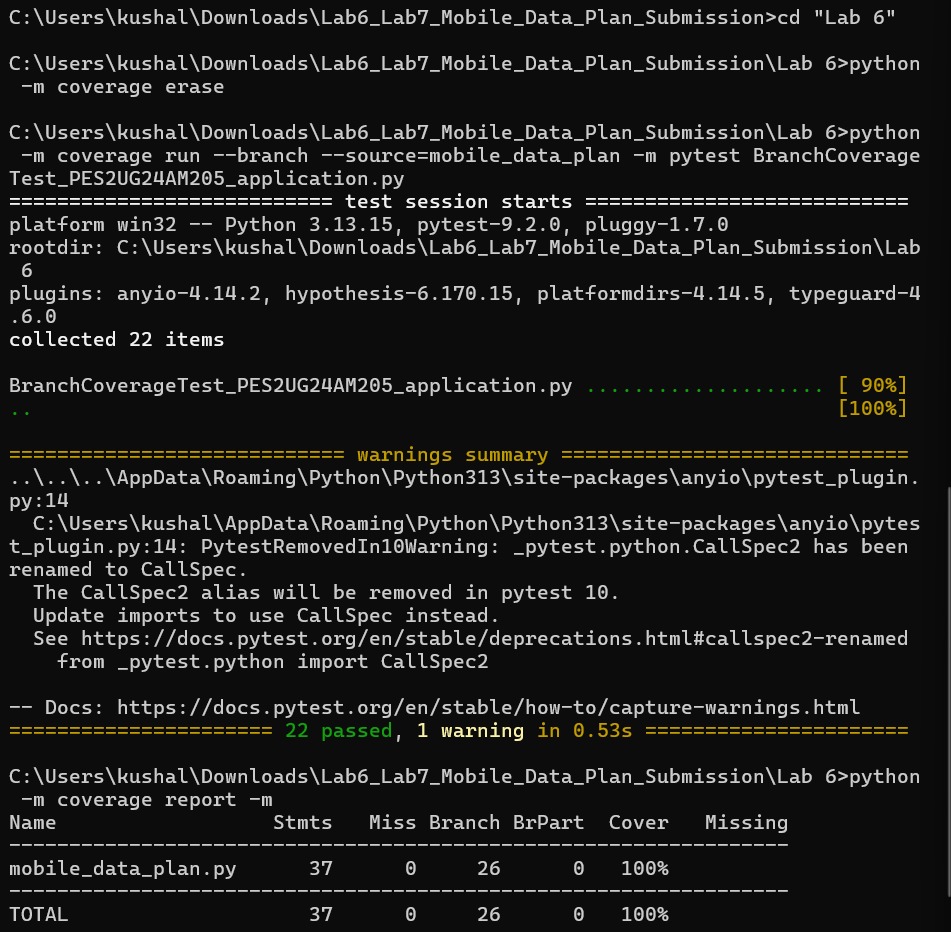 C:\Users\kushal\Downloads\Lab6_Lab7_Mobile_Data_Plan_Submission>cd "Lab 6"
C:\Users\kushal\Downloads\Lab6_Lab7_Mobile_Data_Plan_Submission\Lab 6>python
 -m coverage erase
C:\Users\kushal\Downloads\Lab6_Lab7_Mobile_Data_Plan_Submission\Lab 6>python
 -m coverage run --branch --source=mobile_data_plan -m pytest BranchCoverage
Test_PES2UG24AM205_application.py
=========================== test session starts ===========================
platform win32 -- Python 3.13.15, pytest-9.2.0, pluggy-1.7.0
rootdir: C:\Users\kushal\Downloads\Lab6_Lab7_Mobile_Data_Plan_Submission\Lab
 6
plugins: anyio-4.14.2, hypothesis-6.170.15, platformdirs-4.14.5, typeguard-4
.6.0
collected 22 items
BranchCoverageTest_PES2UG24AM205_application.py .................... [ 90%]
..                                                                   [100%]
============================ warnings summary =============================
..\..\..\AppData\Roaming\Python\Python313\site-packages\anyio\pytest_plugin.
py:14
  C:\Users\kushal\AppData\Roaming\Python\Python313\site-packages\anyio\pytes
t_plugin.py:14: PytestRemovedIn10Warning: _pytest.python.CallSpec2 has been
renamed to CallSpec.
  The CallSpec2 alias will be removed in pytest 10.
  Update imports to use CallSpec instead.
  See https://docs.pytest.org/en/stable/deprecations.html#callspec2-renamed
    from _pytest.python import CallSpec2
-- Docs: https://docs.pytest.org/en/stable/how-to/capture-warnings.html
====================== 22 passed, 1 warning in 0.53s ======================
C:\Users\kushal\Downloads\Lab6_Lab7_Mobile_Data_Plan_Submission\Lab 6>python
 -m coverage report -m
Name                  Stmts   Miss Branch BrPart  Cover   Missing
-----------------------------------------------------------------
mobile_data_plan.py      37      0     26      0   100%
-----------------------------------------------------------------
TOTAL                    37      0     26      0   100%